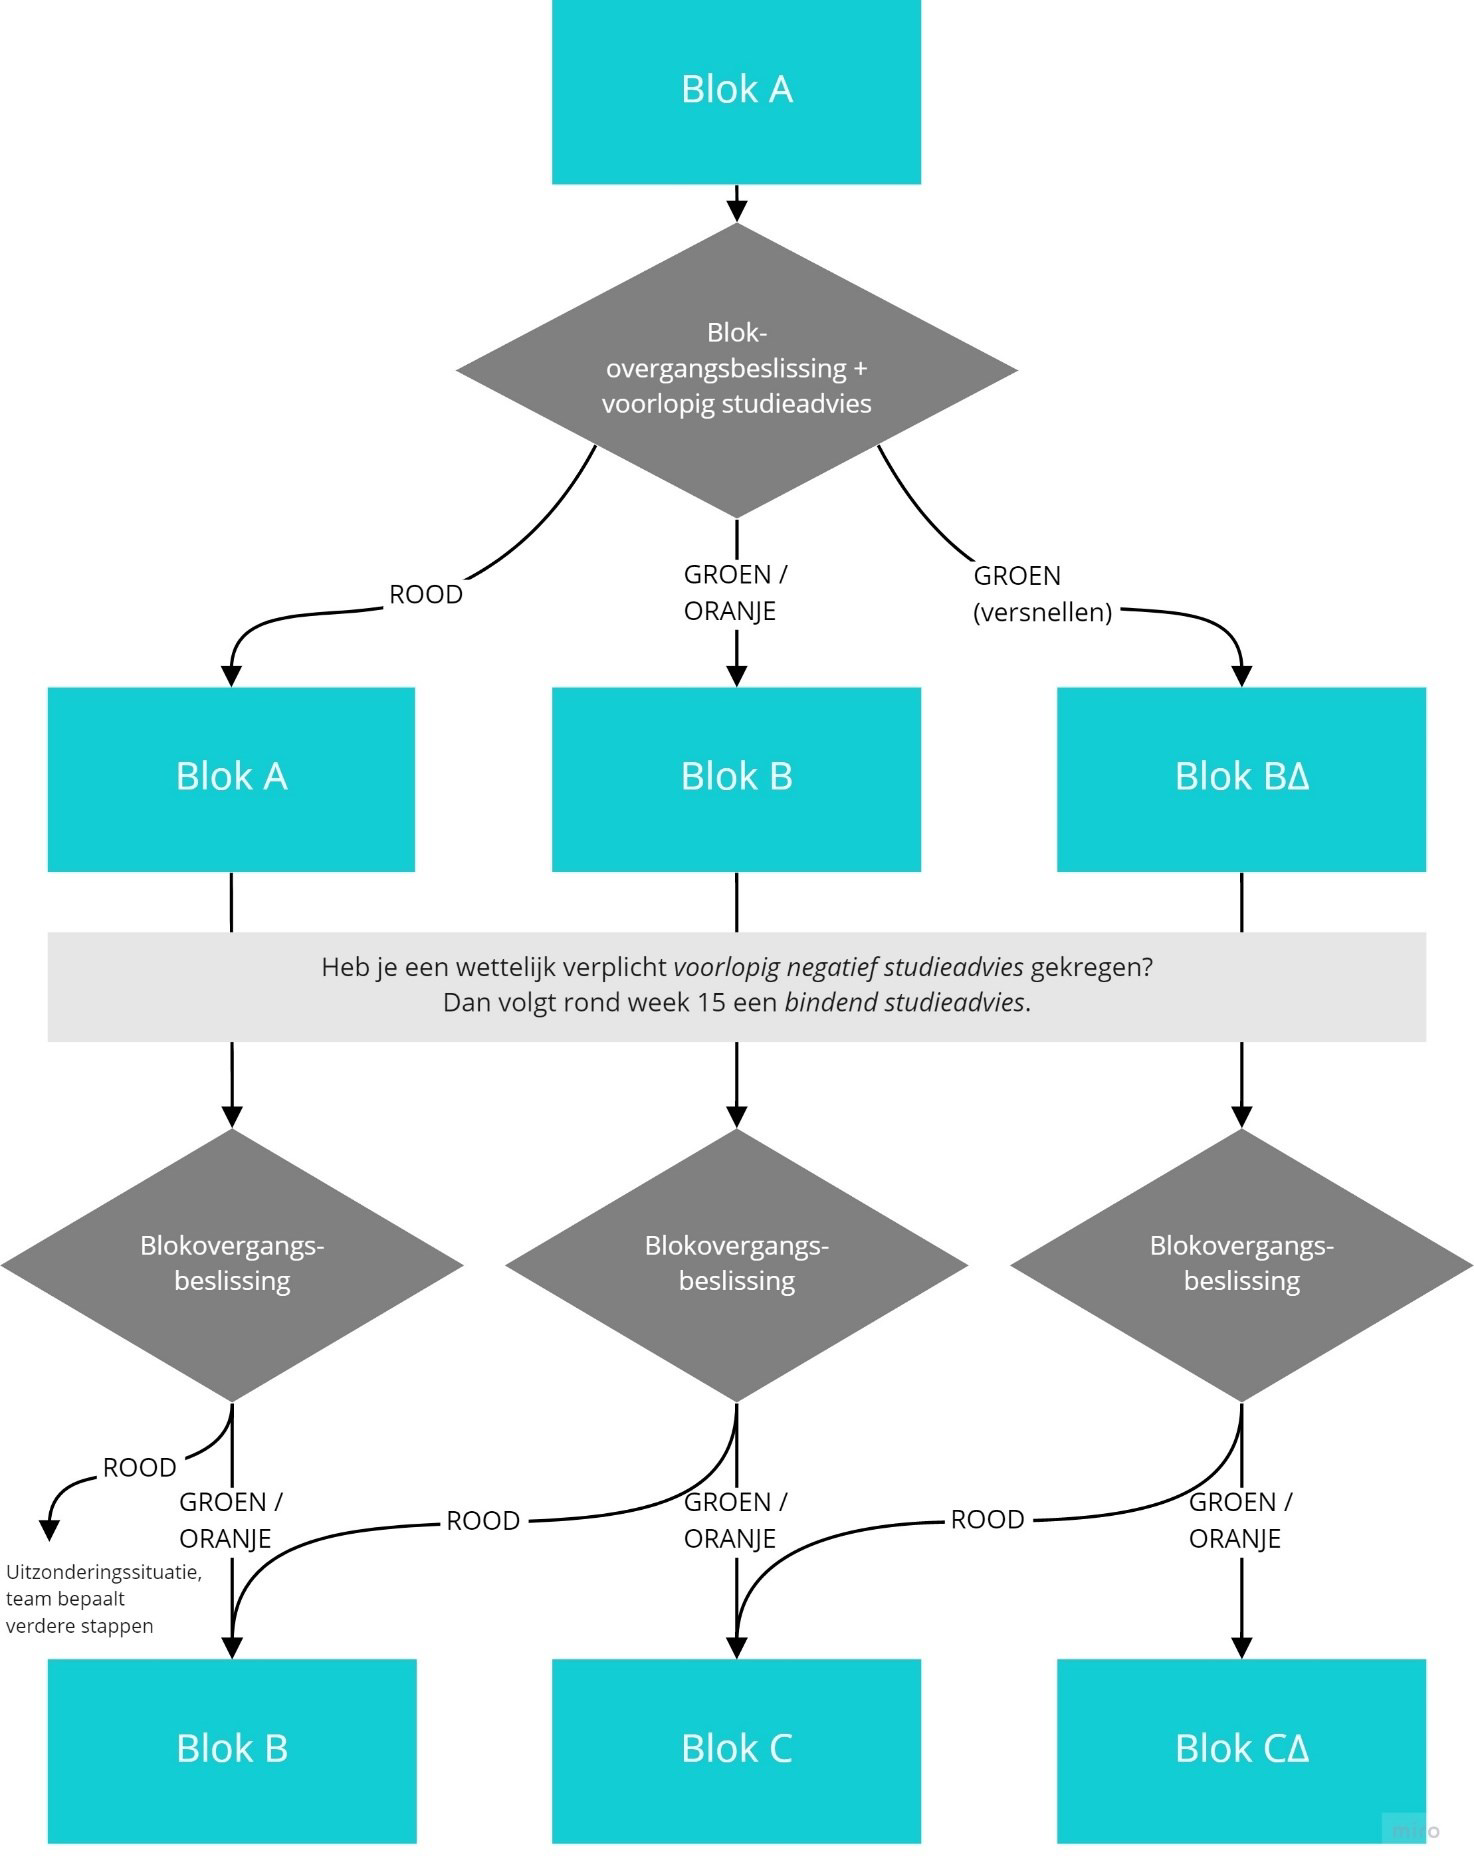 Blok A
Blok-
overgangsbeslissing +
voorlopig studieadvies
ROOD
GROEN /
ORANJE
GROEN
(versnellen)
Blok A
Blok B
Blok BΔ
Heb je een wettelijk verplicht voorlopig negatief studieadvies gekregen?
Dan volgt rond week 15 een bindend studieadvies.
Blokovergangs-
beslissing
Blokovergangs-
beslissing
Blokovergangs-
beslissing
ROOD
GROEN /
ORANJE
ROOD
GROEN /
ORANJE
ROOD
GROEN /
ORANJE
Uitzonderingssituatie,
team bepaalt
verdere stappen
Blok B
Blok C
Blok CΔ
miro